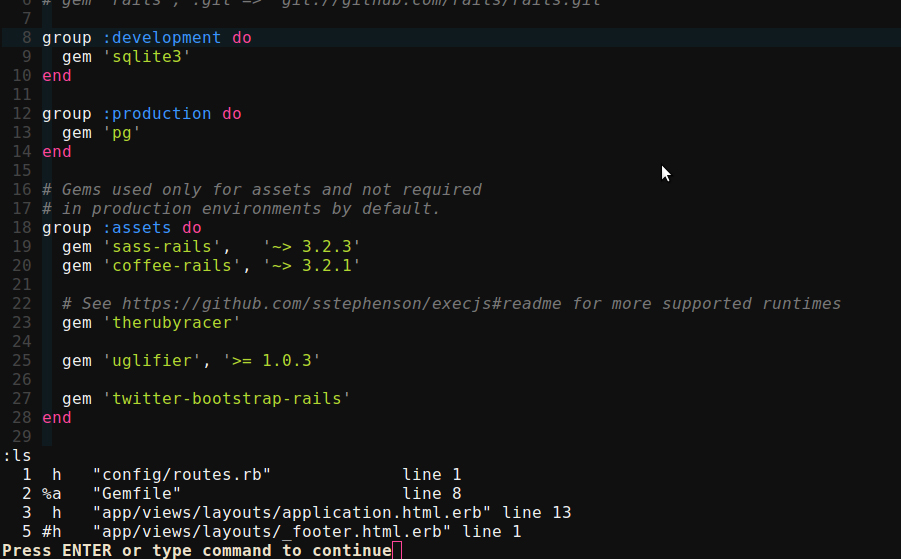 6 # gem 'rails', :git => 'git://github.com/rails/rails.git'
7
8 group :development do
9   gem 'sqlite3'
10 end
11
12 group :production do
13   gem 'pg'
14 end
15
16 # Gems used only for assets and not required
17 # in production environments by default.
18 group :assets do
19   gem 'sass-rails',   '~> 3.2.3'
20   gem 'coffee-rails', '~> 3.2.1'
21
22   # See https://github.com/sstephenson/execjs#readme for more supported runtimes
23   gem 'therubyracer'
24
25   gem 'uglifier', '>= 1.0.3'
26
27   gem 'twitter-bootstrap-rails'
28 end
29
:ls
  1  h   "config/routes.rb"             line 1
  2 %a   "Gemfile"                      line 8
  3  h   "app/views/layouts/application.html.erb" line 13
  5 #h   "app/views/layouts/_footer.html.erb" line 1
Press ENTER or type command to continue